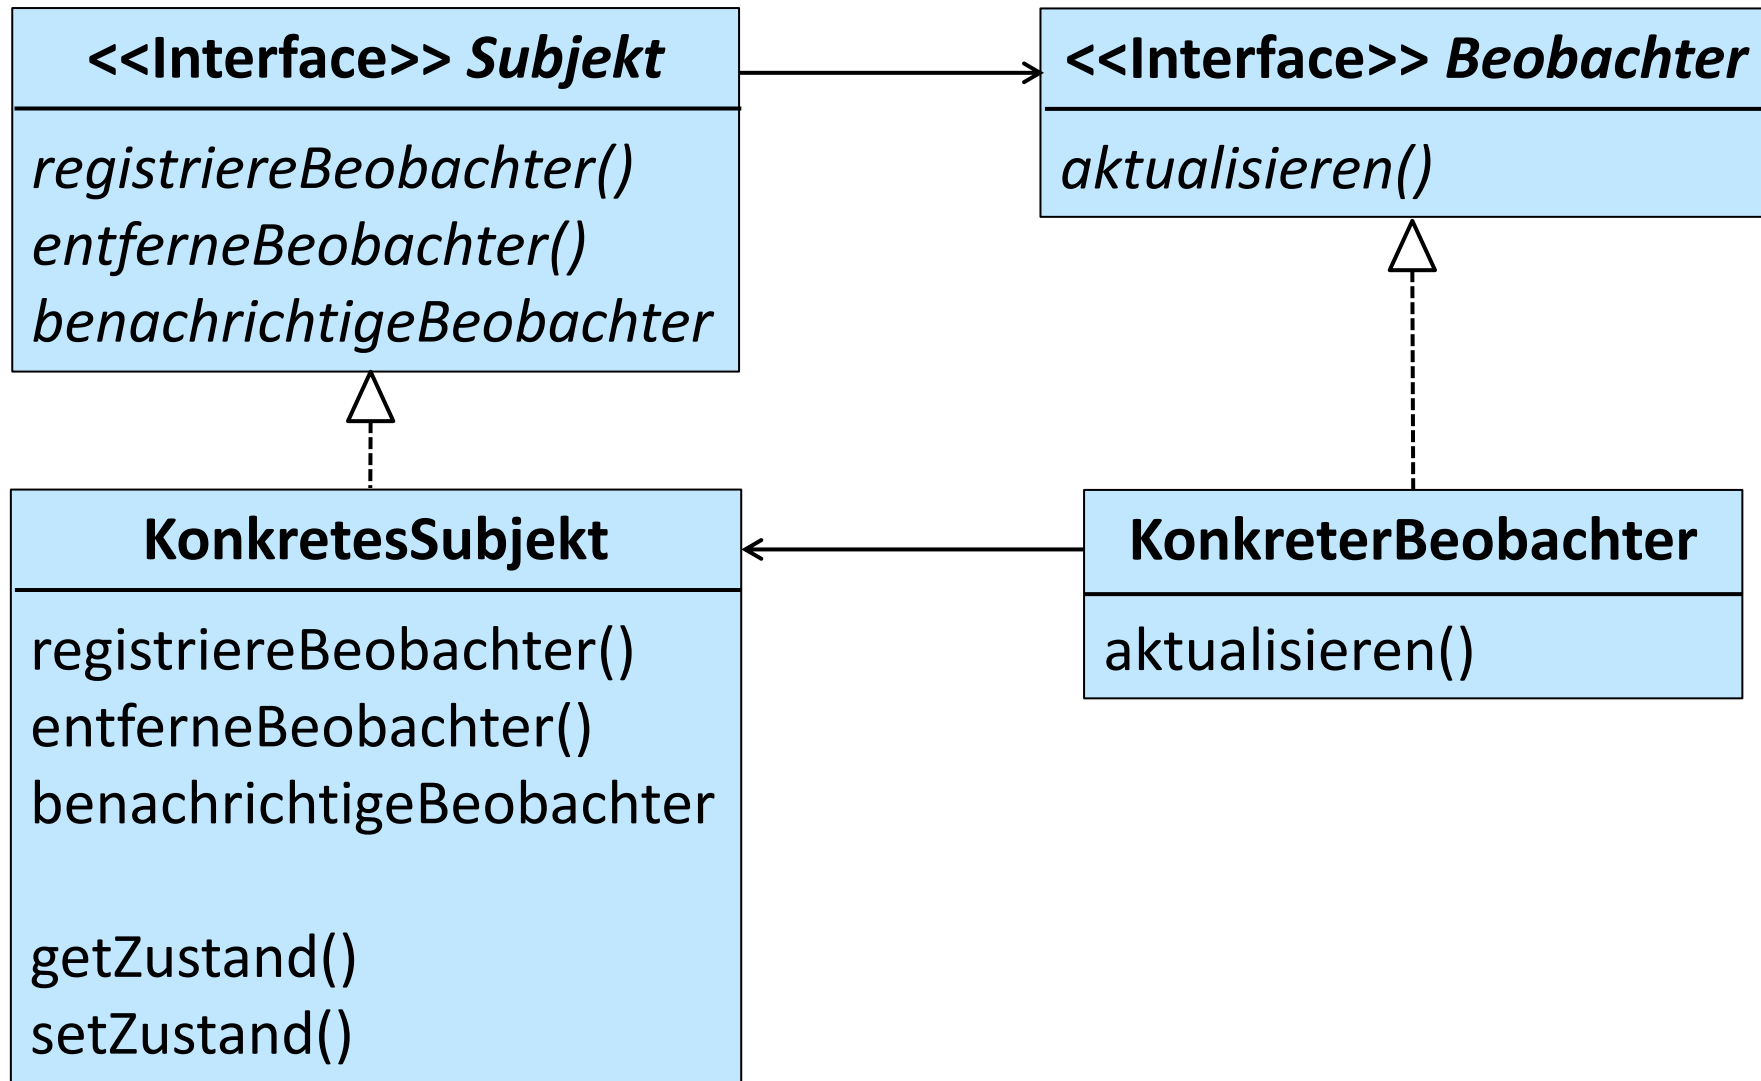 <<Interface>> Subjekt
registriereBeobachter()
entferneBeobachter()
benachrichtigeBeobachter
<<Interface>> Beobachter
aktualisieren()
KonkretesSubjekt
registriereBeobachter()
entferneBeobachter()
benachrichtigeBeobachter
getZustand()
setZustand()
KonkreterBeobachter
aktualisieren()